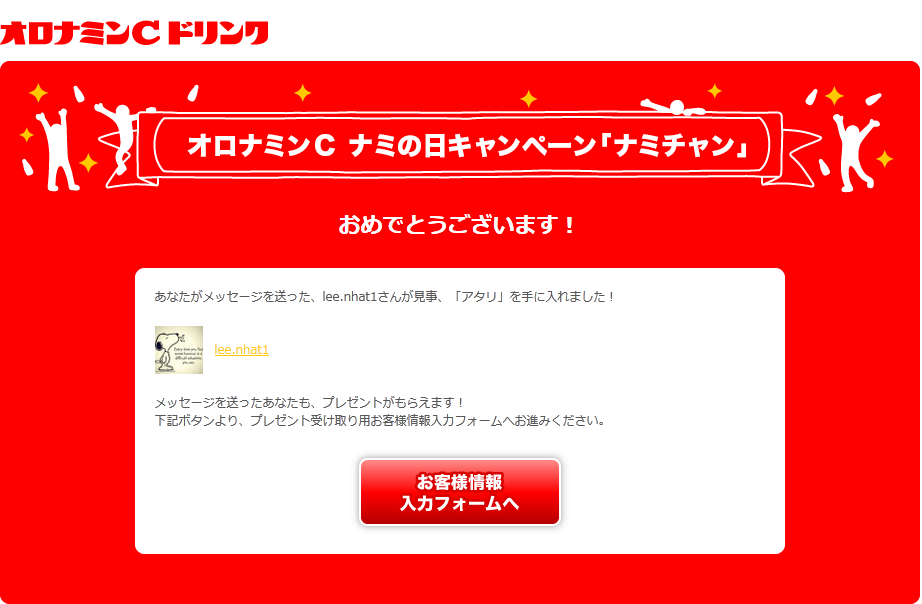 オロナミンC ドリンク
オロナミンC ナミの日キャンペーン「ナミチャン」
おめでとうございます！
あなたがメッセージを送った、lee.nhat1さんが見事、「アタリ」を手に入れました！
lee.nhat1
メッセージを送ったあなたも、プレゼントがもらえます！
下記ボタンより、プレゼント受け取り用お客様情報入力フォームへお進みください。
お客様情報
入力フォームへ